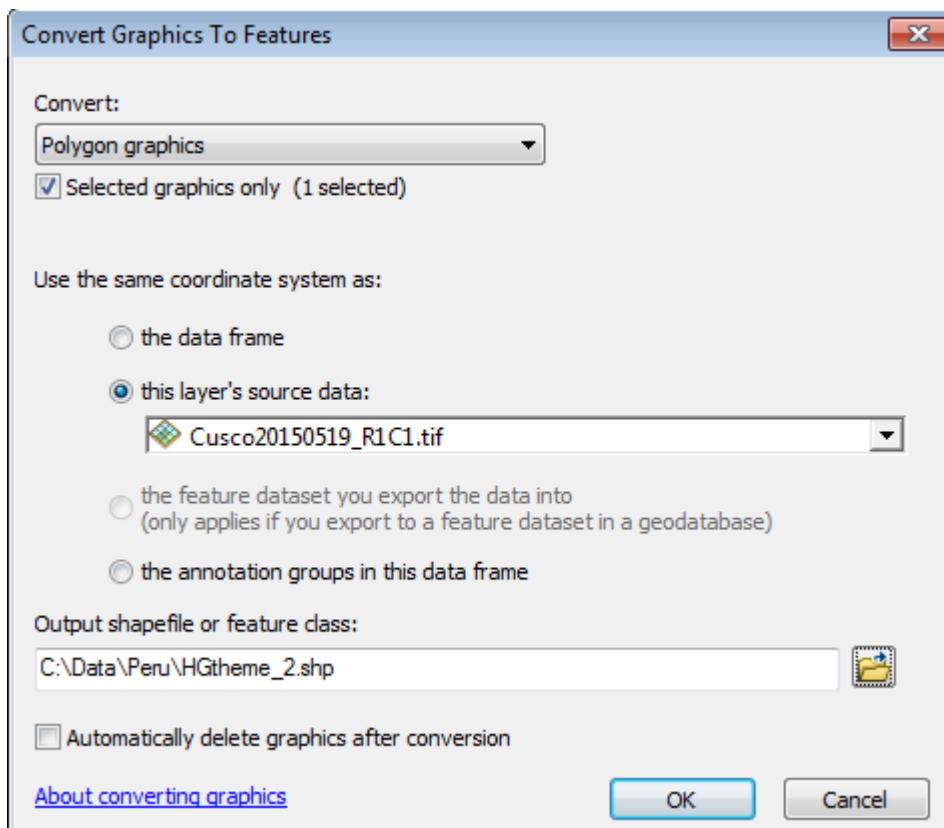 Convert Graphics To Features
Convert:
Polygon graphics
Selected graphics only (1 selected)
Use the same coordinate system as:
the data frame
this layer's source data:
Cusco20150519_R1C1.tif
the feature dataset you export the data into
(only applies if you export to a feature dataset in a geodatabase)
the annotation groups in this data frame
Output shapefile or feature class:
C:\Data\Peru\HGtheme_2.shp
Automatically delete graphics after conversion
About converting graphics
OK
Cancel